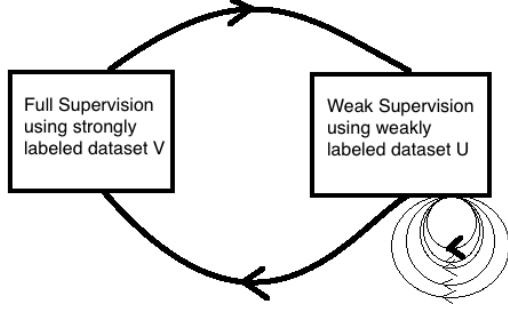 Full Supervision
using strongly
labeled dataset V
Weak Supervision
using weakly
labeled dataset U